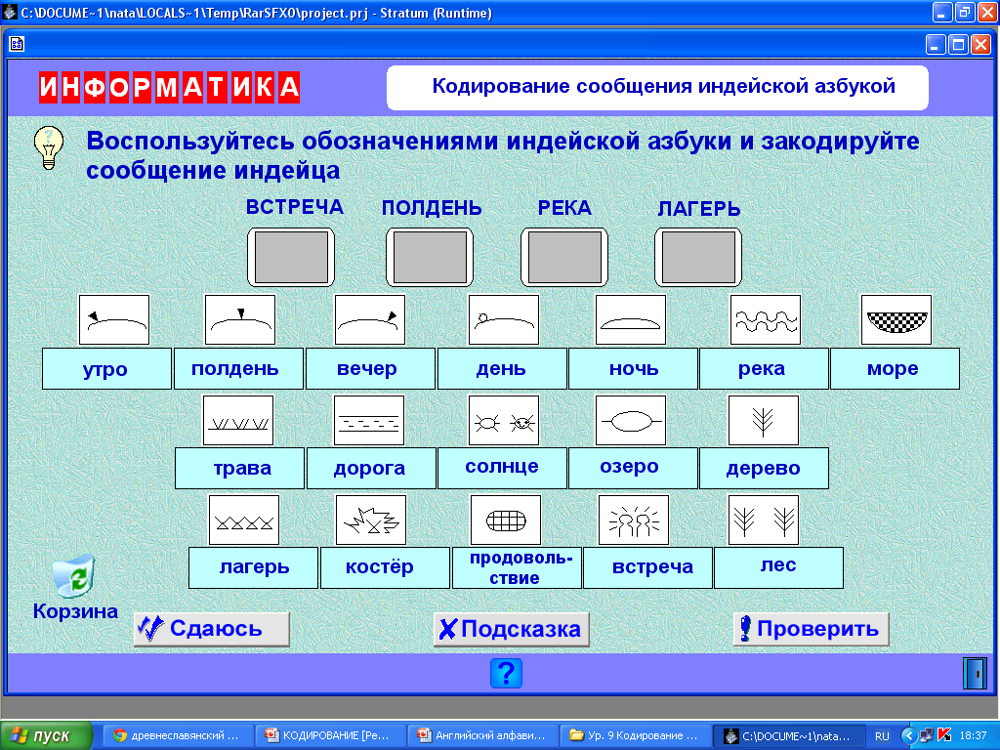 C:\DOCUME~1\nata\LOCALS~1\Temp\RarSFX0\project.prj - Stratum (Runtime)
ИНФОРМАТИКА
Кодирование сообщения индейской азбукой
Воспользуйтесь обозначениями индейской азбуки и закодируйте
сообщение индейца
ВСТРЕЧА ПОЛДЕНЬ РЕКА ЛАГЕРЬ
утро полдень вечер день ночь река море
трава дорога солнце озеро дерево
лагерь костёр продоволь-
ствие встреча лес
Корзина
Сдаюсь Подсказка Проверить
?
пуск древнеславянский ... КОДИРОВАНИЕ [Ре... Английский алфави... Ур. 9 Кодирование ... C:\DOCUME~1\nata... RU 18:37